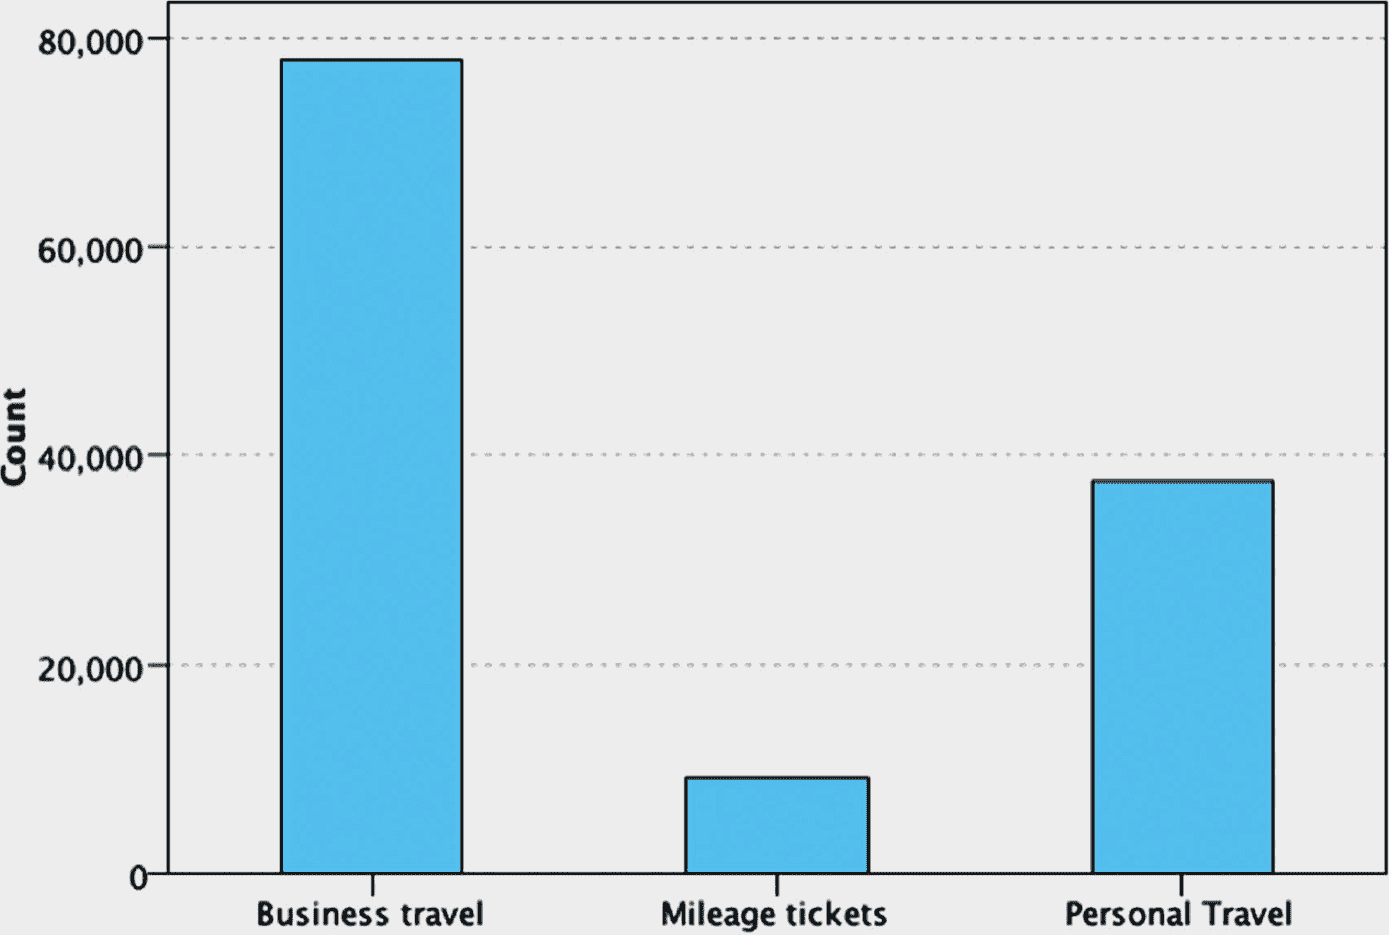 80,000
60,000
40,000
20,000
0
Count
Business travel
Mileage tickets
Personal Travel